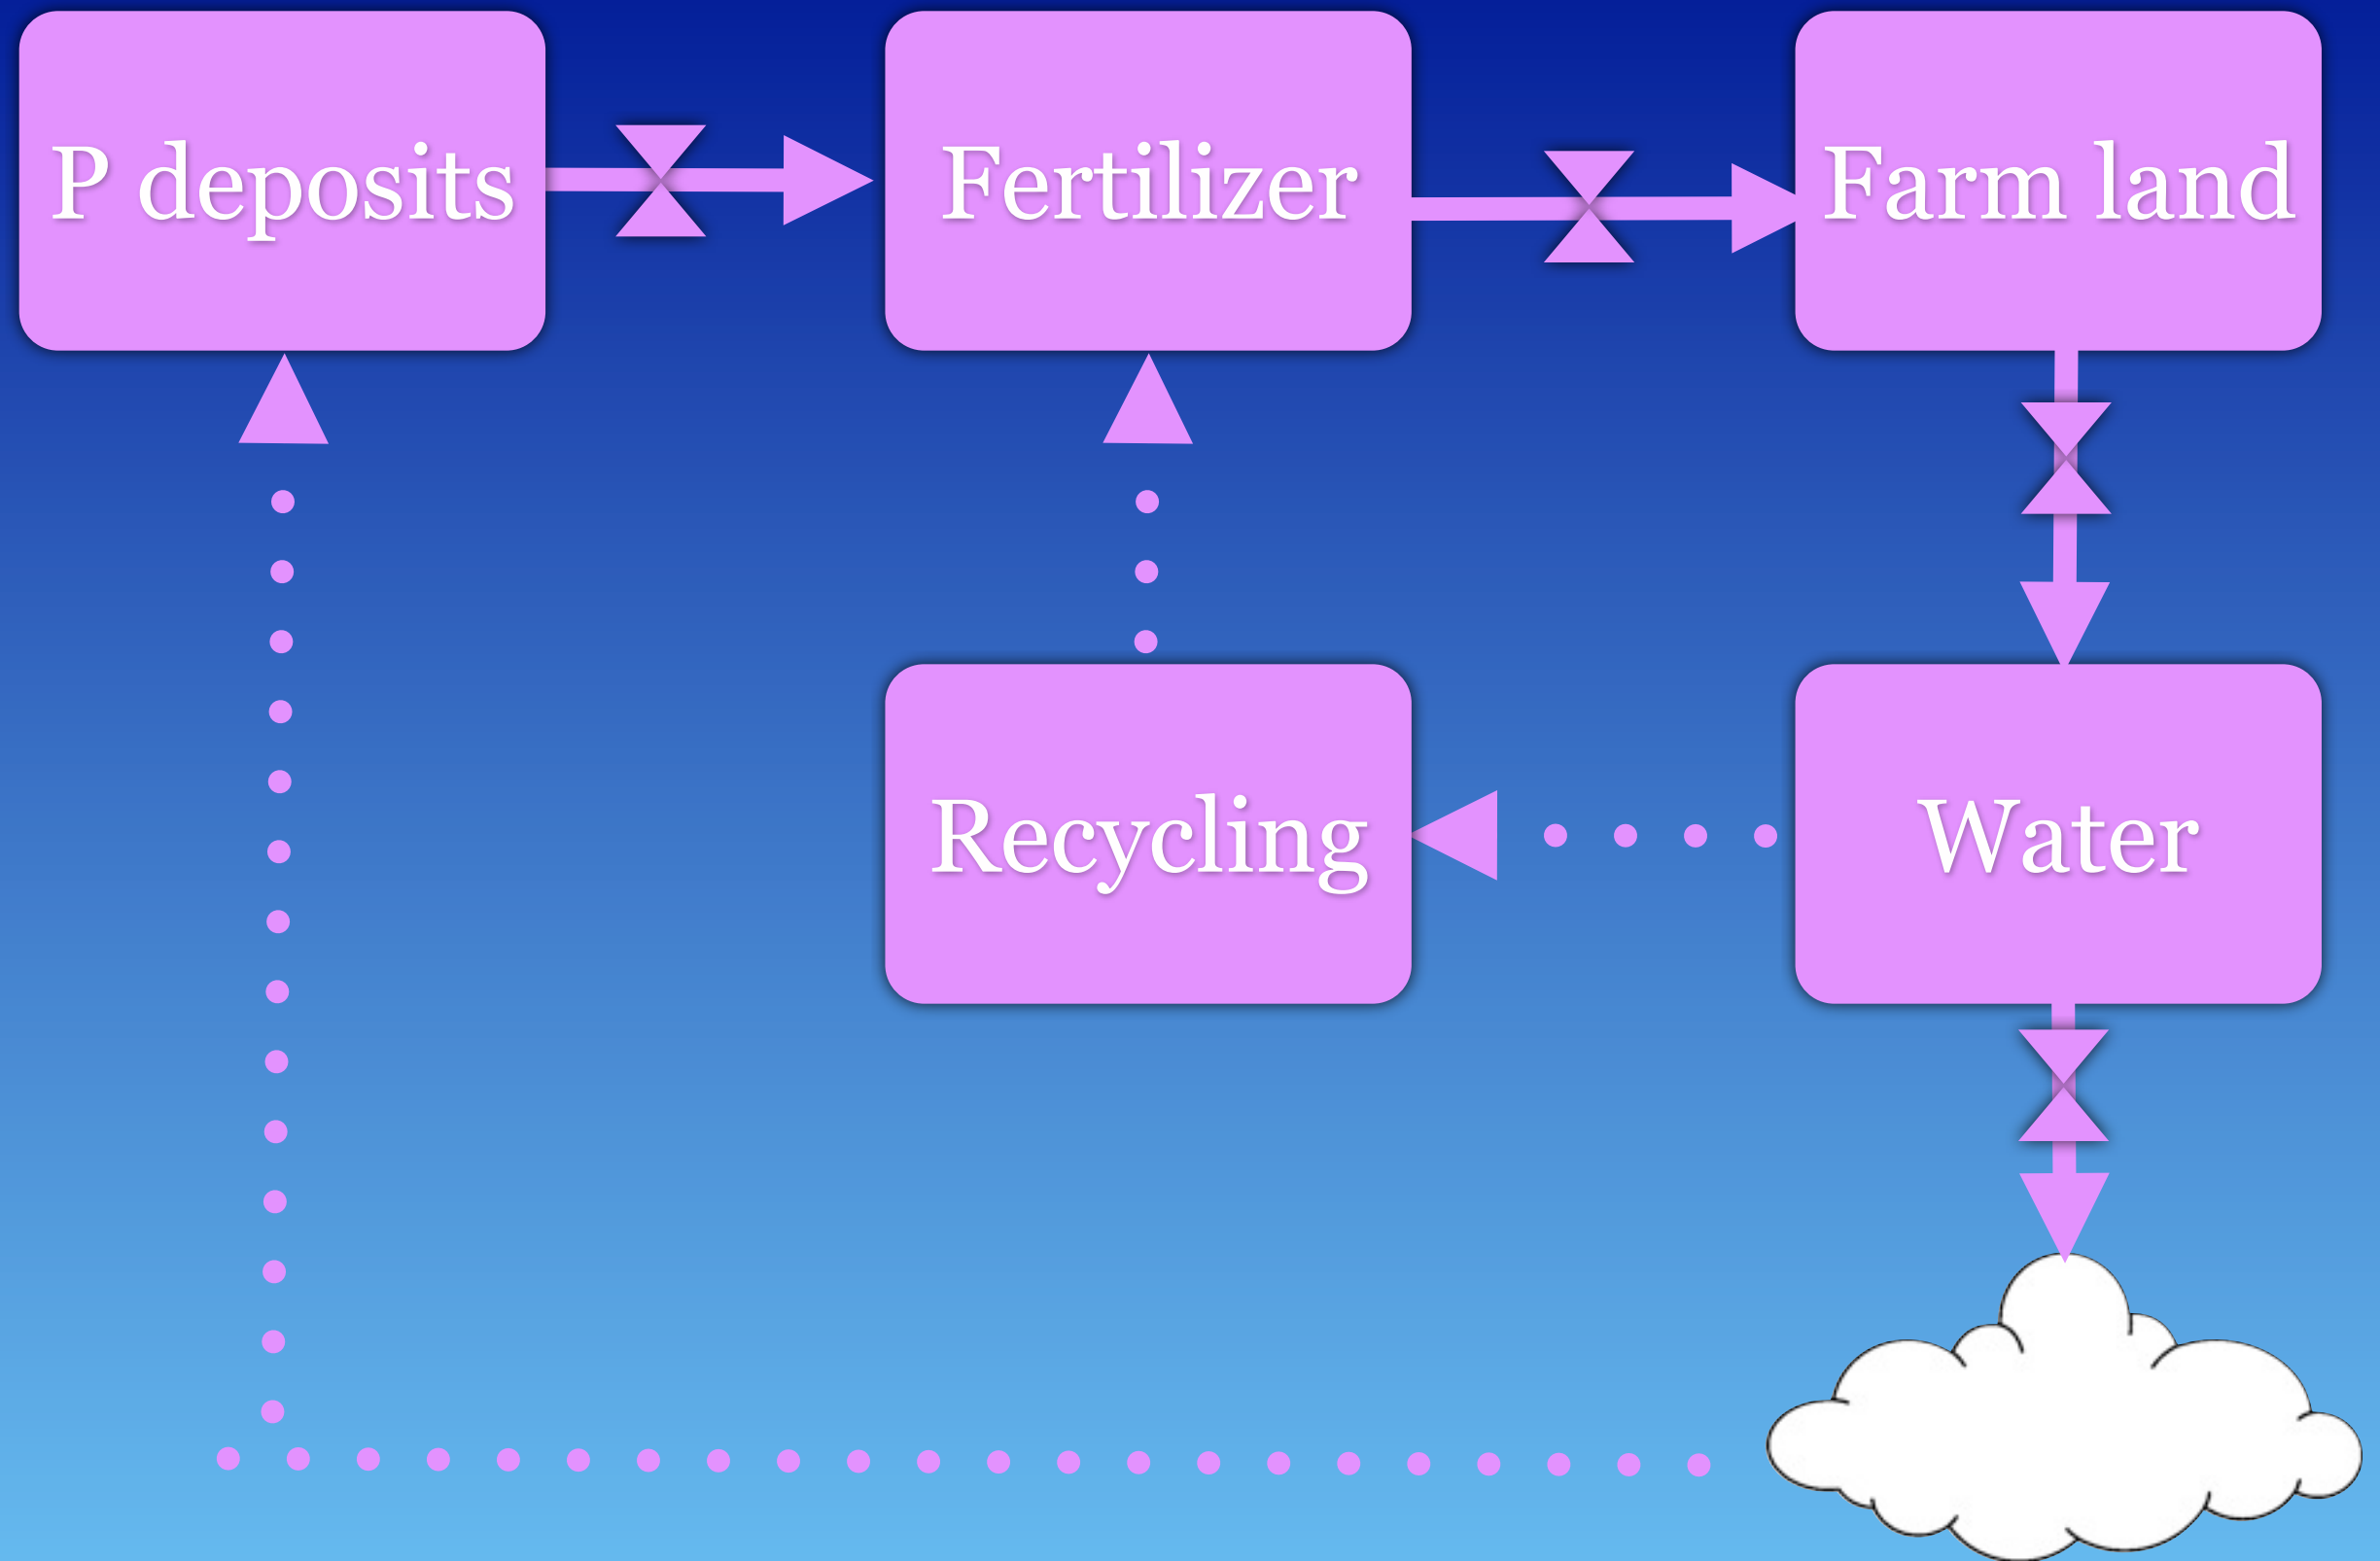 P deposits
Fertilizer
Farm land
Recycling
Water